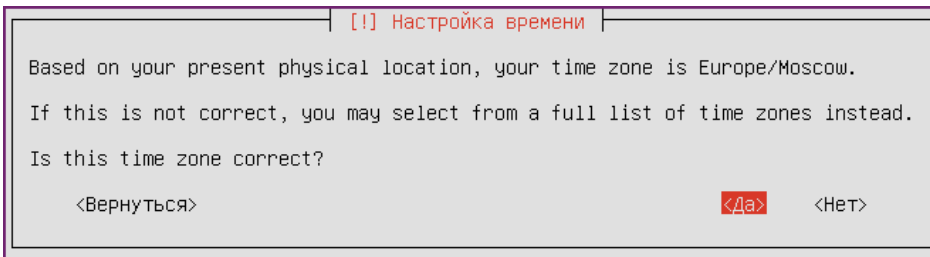 [!] Настройка времени
Based on your present physical location, your time zone is Europe/Moscow.
If this is not correct, you may select from a full list of time zones instead.
Is this time zone correct?
<Вернуться> <Да> <Нет>